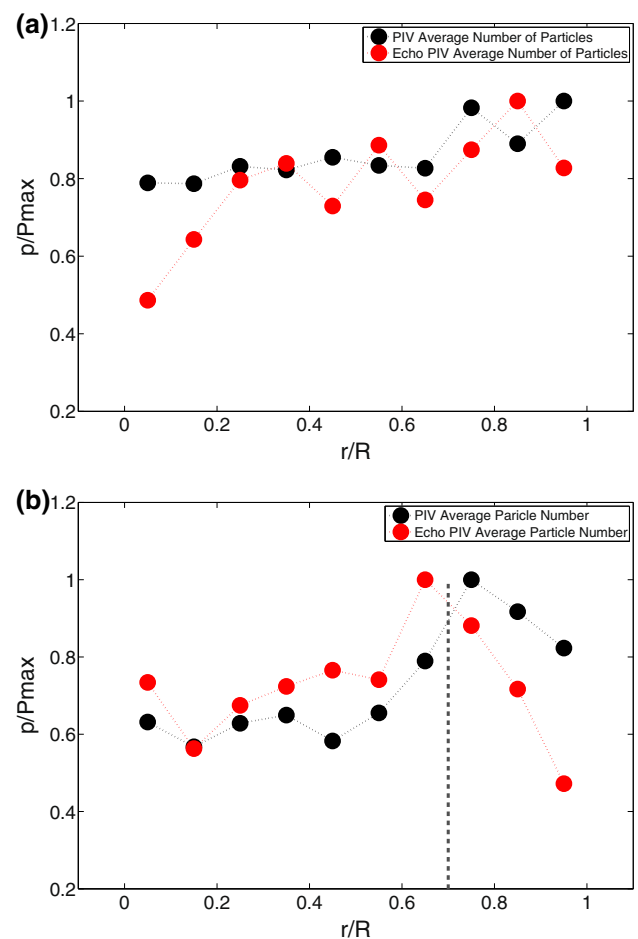 (a)
1.2
PIV Average Number of Particles
Echo PIV Average Number of Particles
1
0.8
p/Pmax
0.6
0.4
0.2
0 0.2 0.4 0.6 0.8 1
r/R
(b)
1.2
PIV Average Paricle Number
Echo PIV Average Particle Number
1
0.8
p/Pmax
0.6
0.4
0.2
0 0.2 0.4 0.6 0.8 1
r/R